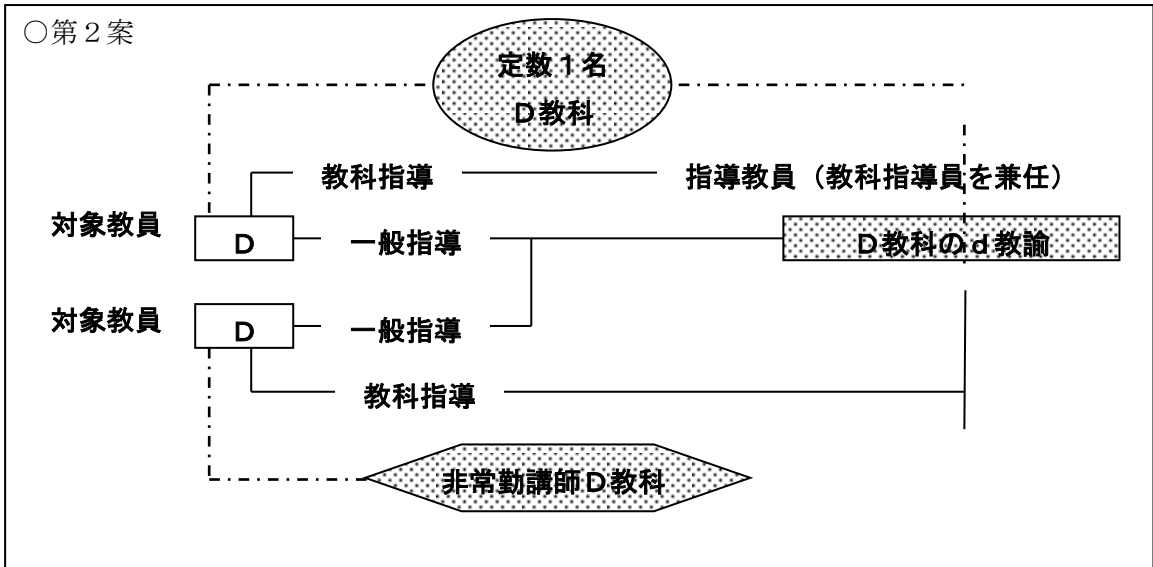 ○第２案
定数１名
Ｄ教科
教科指導
指導教員（教科指導員を兼任）
対象教員
Ｄ
一般指導
Ｄ教科のｄ教諭
対象教員
Ｄ
一般指導
教科指導
非常勤講師Ｄ教科